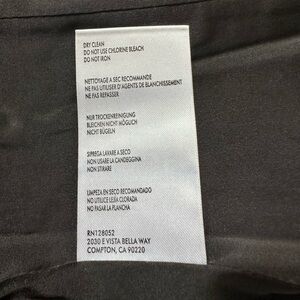 DRY CLEAN
DO NOT USE CHLORINE BLEACH
DO NOT IRON
NETTOYAGE A SEC RECOMMANDE
NE PAS UTILISER D'AGENTS DE BLANCHISSEMENT
NE PAS REPASSER
NUR TROCKENREINIGUNG
BLEICHEN NICHT MÖGLICH
NICHT BÜGELN
SIPREGA LAVARE A SECO
NON USARE LA CANDEGGINA
NON STIRARE
LIMPIEZA EN SECO RECOMENDADO
NO UTILICE LEJÍA CLORADA
NO PASAR LA PLANCHA
RN128052
2030 E VISTA BELLA WAY
COMPTON, CA 90220